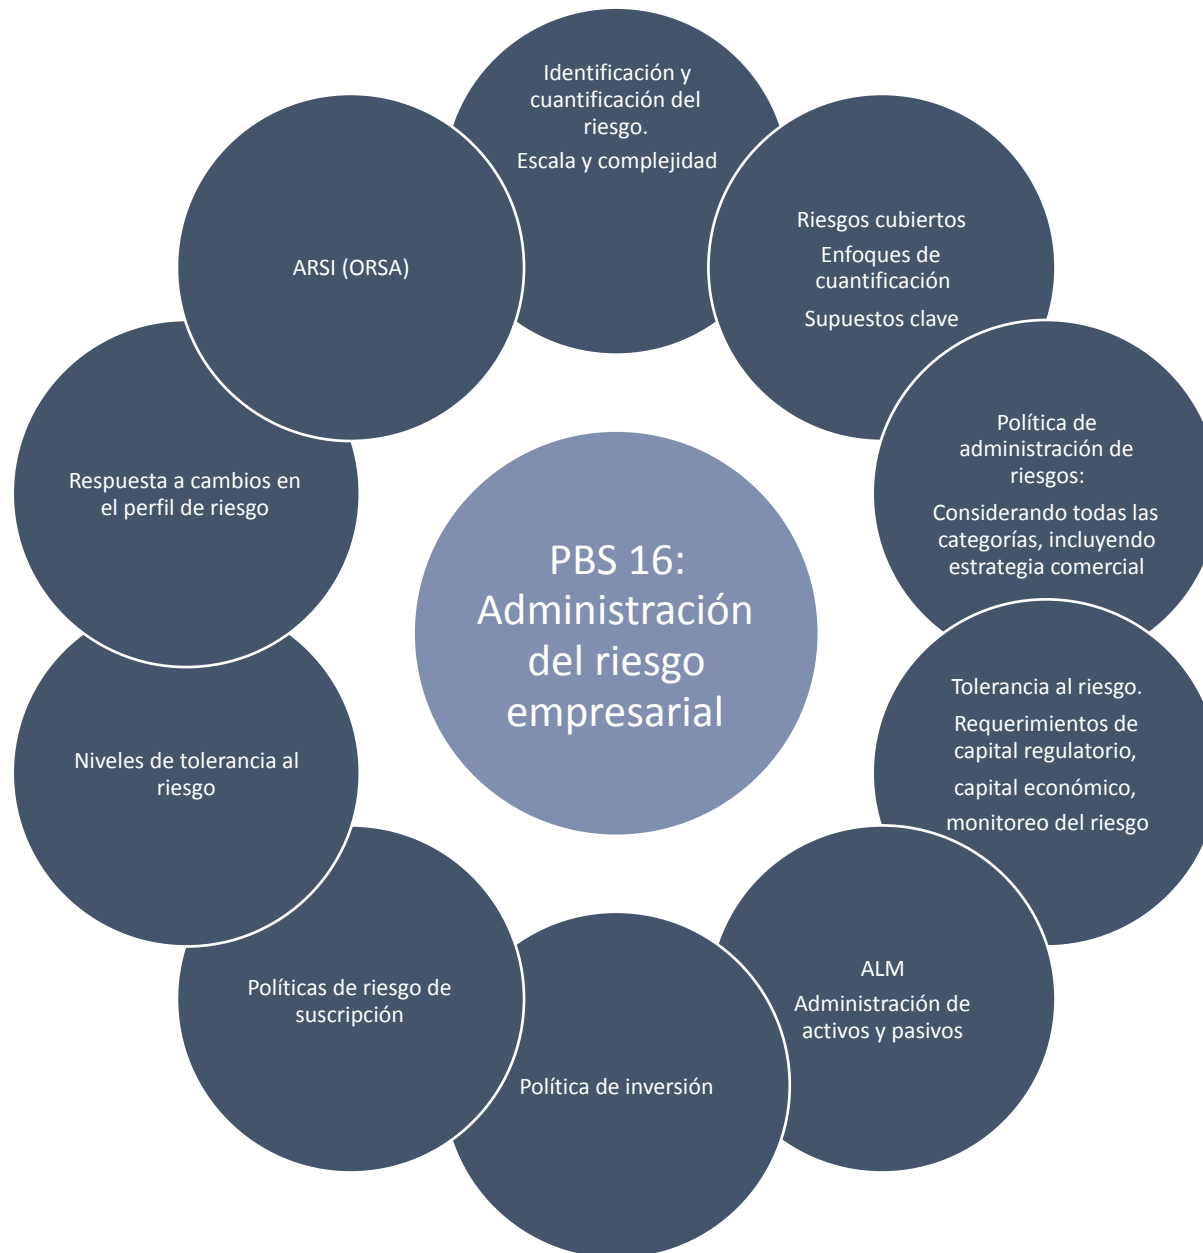 Identificación y
cuantificación del
riesgo.
Escala y complejidad
Riesgos cubiertos
Enfoques de
cuantificación
Supuestos clave
Política de
administración de
riesgos:
Considerando todas las
categorías, incluyendo
estrategia comercial
Tolerancia al riesgo.
Requerimientos de
capital regulatorio,
capital económico,
monitoreo del riesgo
ALM
Administración de
activos y pasivos
Política de inversión
Políticas de riesgo de
suscripción
Niveles de tolerancia al
riesgo
Respuesta a cambios en
el perfil de riesgo
ARSI (ORSA)
PBS 16:
Administración
del riesgo
empresarial